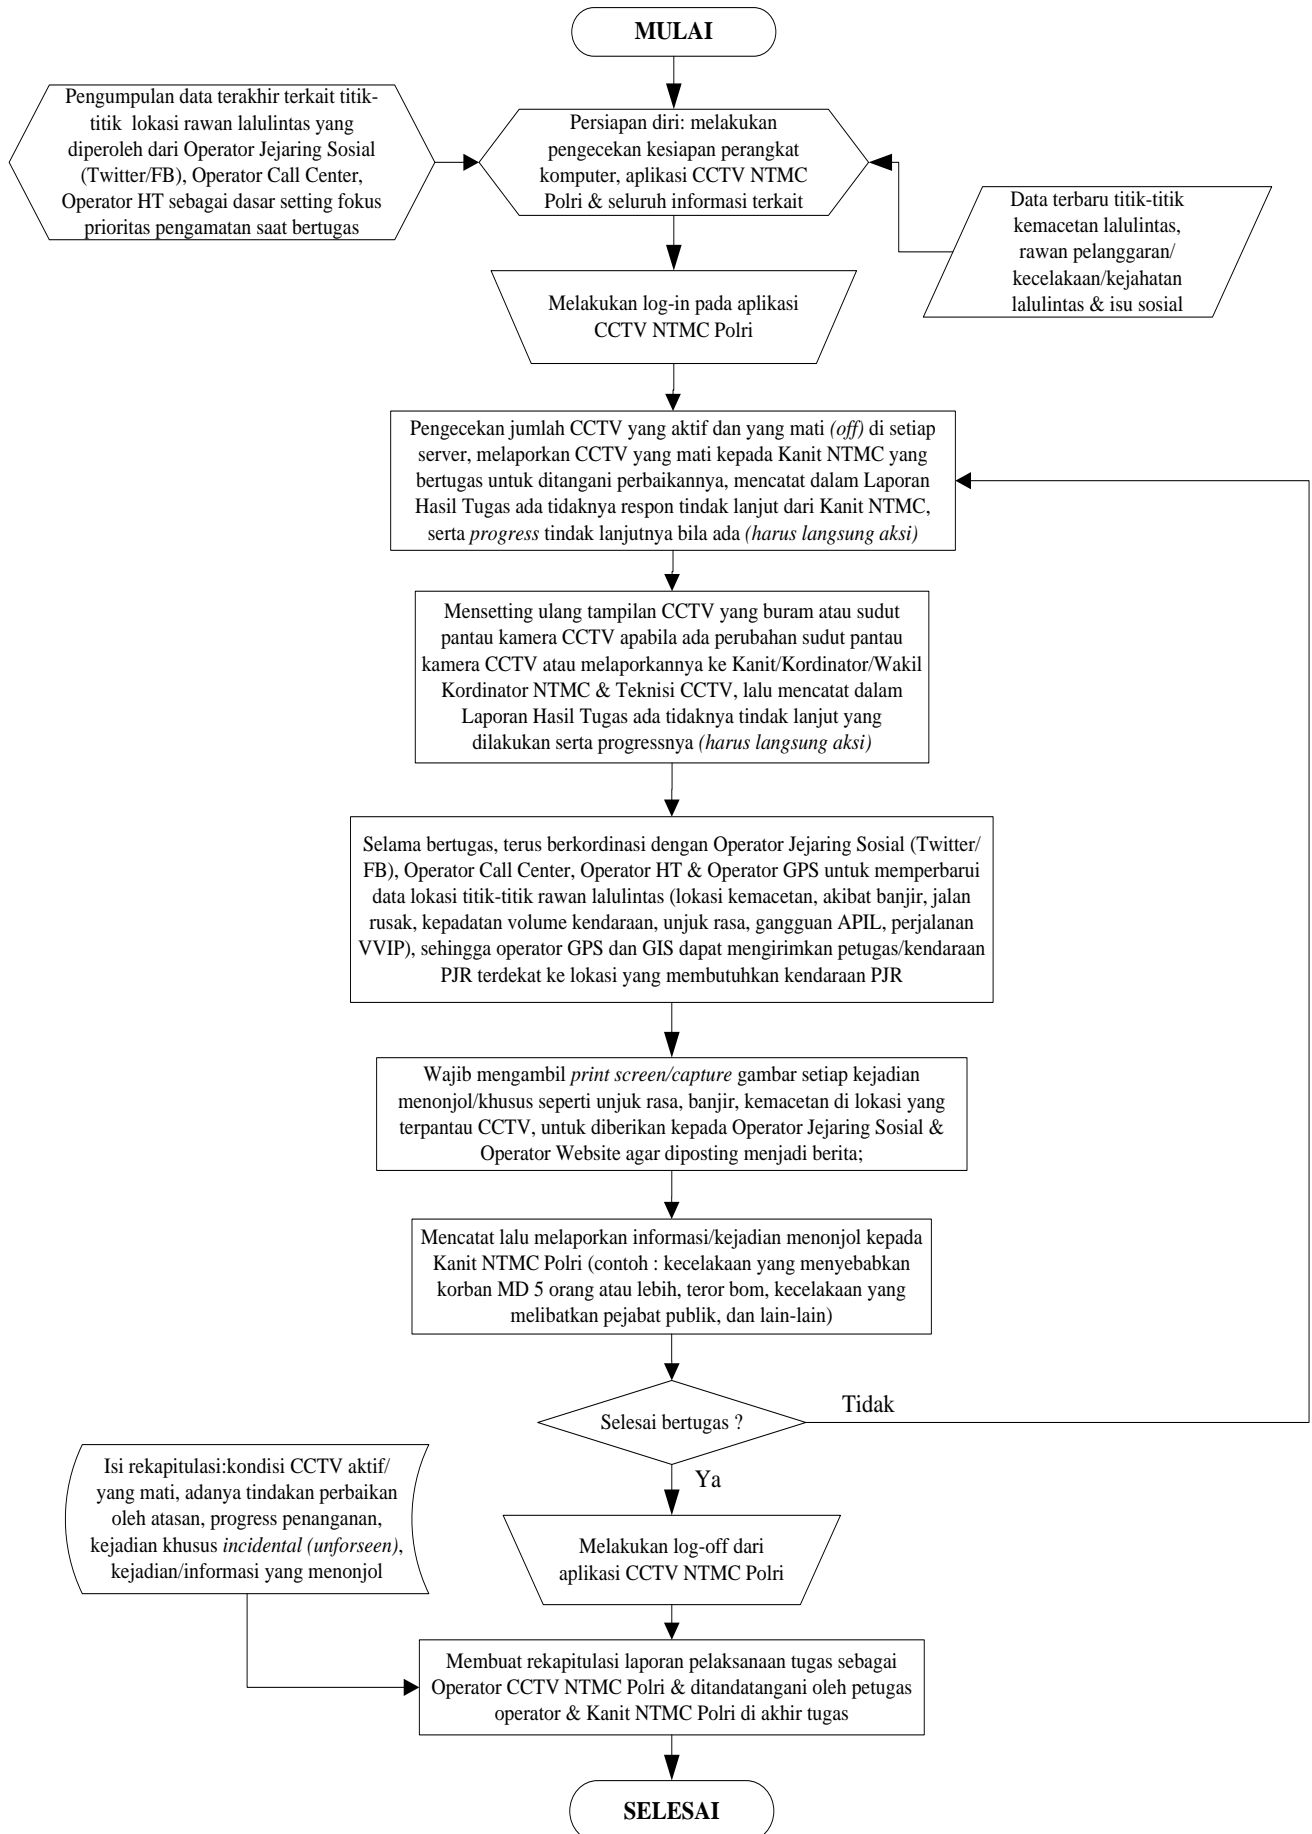 MULAI
Pengumpulan data terakhir terkait titik-
titik lokasi rawan lalulintas yang
diperoleh dari Operator Jejaring Sosial
(Twitter/FB), Operator Call Center,
Operator HT sebagai dasar setting fokus
prioritas pengamatan saat bertugas
Persiapan diri: melakukan
pengecekan kesiapan perangkat
komputer, aplikasi CCTV NTMC
Polri & seluruh informasi terkait
Data terbaru titik-titik
kemacetan lalulintas,
rawan pelanggaran/
kecelakaan/kejahatan
lalulintas & isu sosial
Melakukan log-in pada aplikasi
CCTV NTMC Polri
Pengecekan jumlah CCTV yang aktif dan yang mati (off) di setiap
server, melaporkan CCTV yang mati kepada Kanit NTMC yang
bertugas untuk ditangani perbaikannya, mencatat dalam Laporan
Hasil Tugas ada tidaknya respon tindak lanjut dari Kanit NTMC,
serta progress tindak lanjutnya bila ada (harus langsung aksi)
Mensetting ulang tampilan CCTV yang buram atau sudut
pantau kamera CCTV apabila ada perubahan sudut pantau
kamera CCTV atau melaporkannya ke Kanit/Kordinator/Wakil
Kordinator NTMC & Teknisi CCTV, lalu mencatat dalam
Laporan Hasil Tugas ada tidaknya tindak lanjut yang
dilakukan serta progressnya (harus langsung aksi)
Selama bertugas, terus berkordinasi dengan Operator Jejaring Sosial (Twitter/
FB), Operator Call Center, Operator HT & Operator GPS untuk memperbarui
data lokasi titik-titik rawan lalulintas (lokasi kemacetan, akibat banjir, jalan
rusak, kepadatan volume kendaraan, unjuk rasa, gangguan APIL, perjalanan
VVIP), sehingga operator GPS dan GIS dapat mengirimkan petugas/kendaraan
PJR terdekat ke lokasi yang membutuhkan kendaraan PJR
Wajib mengambil print screen/capture gambar setiap kejadian
menonjol/khusus seperti unjuk rasa, banjir, kemacetan di lokasi yang
terpantau CCTV, untuk diberikan kepada Operator Jejaring Sosial &
Operator Website agar diposting menjadi berita;
Mencatat lalu melaporkan informasi/kejadian menonjol kepada
Kanit NTMC Polri (contoh : kecelakaan yang menyebabkan
korban MD 5 orang atau lebih, teror bom, kecelakaan yang
melibatkan pejabat publik, dan lain-lain)
Selesai bertugas ?
Tidak
Ya
Isi rekapitulasi:kondisi CCTV aktif/
yang mati, adanya tindakan perbaikan
oleh atasan, progress penanganan,
kejadian khusus incidental (unforseen),
kejadian/informasi yang menonjol
Melakukan log-off dari
aplikasi CCTV NTMC Polri
Membuat rekapitulasi laporan pelaksanaan tugas sebagai
Operator CCTV NTMC Polri & ditandatangani oleh petugas
operator & Kanit NTMC Polri di akhir tugas
SELESAI